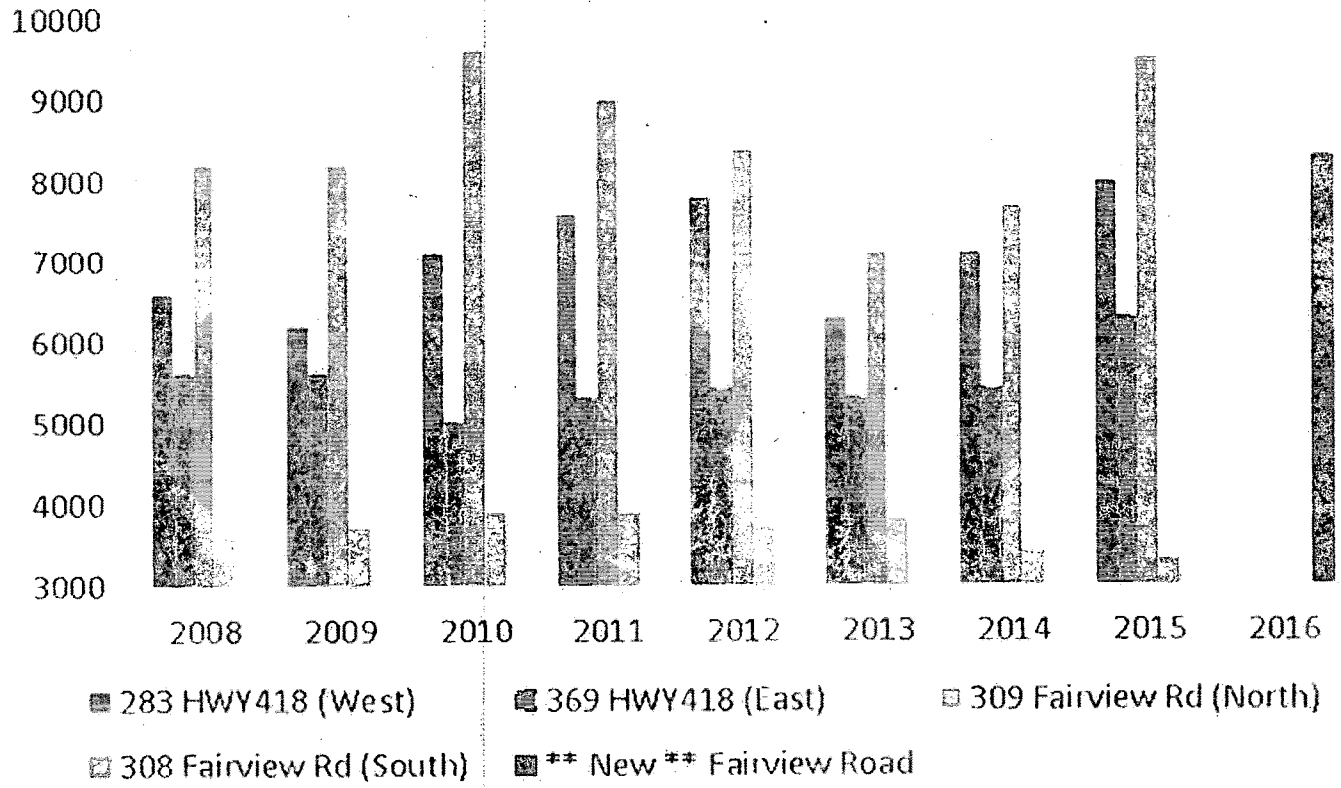 10000
9000
8000
7000
6000
5000
4000
3000
2008 2009 2010 2011 2012 2013 2014 2015 2016
283 HWY418 (West) 369 HWY418 (East) 309 Fairview Rd (North)
308 Fairview Rd (South) ** New ** Fairview Road